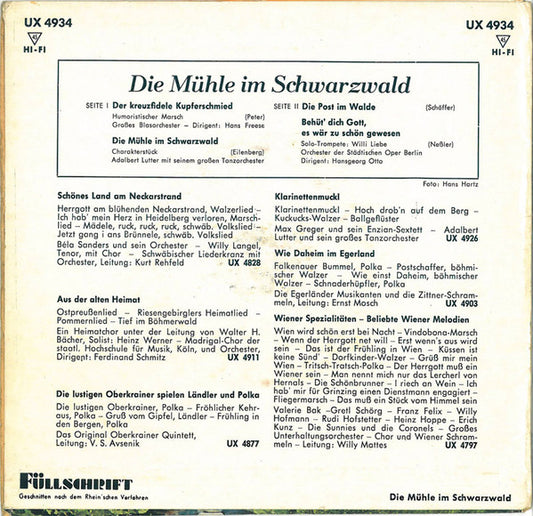 UX 4934
45
HI-FI
UX 4934
45
HI-FI
Die Mühle im Schwarzwald
SEITE I Der kreuzfidele Kupferschmied
Humoristischer Marsch (Peter)
Großes Blasorchester – Dirigent: Hans Freese
Die Mühle im Schwarzwald
Charakterstück (Eilenberg)
Adalbert Lutter mit seinem großen Tanzorchester
SEITE II Die Post im Walde (Schäffer)
Behüt' dich Gott,
es wär zu schön gewesen
Solo-Trompete: Willi Liebe (Neßler)
Orchester der Städtischen Oper Berlin
Dirigent: Hansgeorg Otto
Foto: Hans Hartz
Schönes Land am Neckarstrand
Herrgott am blühenden Neckarstrand, Walzerlied –
Ich hab' mein Herz in Heidelberg verloren, Marsch-
lied – Mädele, ruck, ruck, ruck, schwäb. Volkslied –
Jetzt gang i ans Brünnele, schwäb. Volkslied
Béla Sanders und sein Orchester – Willy Langel,
Tenor, mit Chor – Schwäbischer Liederkranz mit
Orchester, Leitung: Kurt Rehfeld UX 4828
Aus der alten Heimat
Ostpreußenlied – Riesengebirglers Heimatlied –
Pommernlied – Tief im Böhmerwald
Ein Heimatchor unter der Leitung von Walter H.
Bächer, Solist: Heinz Werner – Madrigal-Chor der
staatl. Hochschule für Musik, Köln, und Orchester,
Dirigent: Ferdinand Schmitz UX 4911
Die lustigen Oberkrainer spielen Ländler und Polka
Die lustigen Oberkrainer, Polka – Fröhlicher Kehr-
aus, Polka – Gruß vom Gipfel, Ländler – Frühling in
den Bergen, Polka
Das Original Oberkrainer Quintett,
Leitung: V. S. Avsenik UX 4877
Klarinettenmuckl
Klarinettenmuckl – Hoch drob'n auf dem Berg –
Kuckucks-Walzer – Ballgeflüster
Max Greger und sein Enzian-Sextett – Adalbert
Lutter und sein großes Tanzorchester UX 4926
Wie Daheim im Egerland
Falkenauer Bummel, Polka – Postschaffer, böhmi-
scher Walzer – Wie einst Daheim, böhmischer
Walzer – Schnaderhüpfler, Polka
Die Egerländer Musikanten und die Zittner-Schram-
meln, Leitung: Ernst Mosch UX 4903
Wiener Spezialitäten – Beliebte Wiener Melodien
Wien wird schön erst bei Nacht – Vindobona-Marsch
– Wenn der Herrgott net will – Erst wenn's aus wird
sein – Das ist der Frühling in Wien – Küssen ist
keine Sünd' – Dorfkinder-Walzer – Grüß mir mein
Wien – Tritsch-Tratsch-Polka – Der Herrgott muß ein
Wiener sein – Man nennt mich nur das Lercherl von
Hernals – Die Schönbrunner – I riech an Wein – Ich
hab' mir für Grinzing einen Dienstmann engagiert –
Fliegermarsch – Das muß ein Stück vom Himmel sein
Valerie Bak –Gretl Schörg – Franz Felix – Willy
Hofmann – Rudi Hofstetter – Heinz Hoppe – Erich
Kunz – Die Sunnies und die Coronels – Großes
Unterhaltungsorchester – Chor und Wiener Schram-
meln – Leitung: Willy Mattes UX 4797
FÜLLSCHRIFT
Geschnitten nach dem Rhein'schen Verfahren
Die Mühle im Schwarzwald